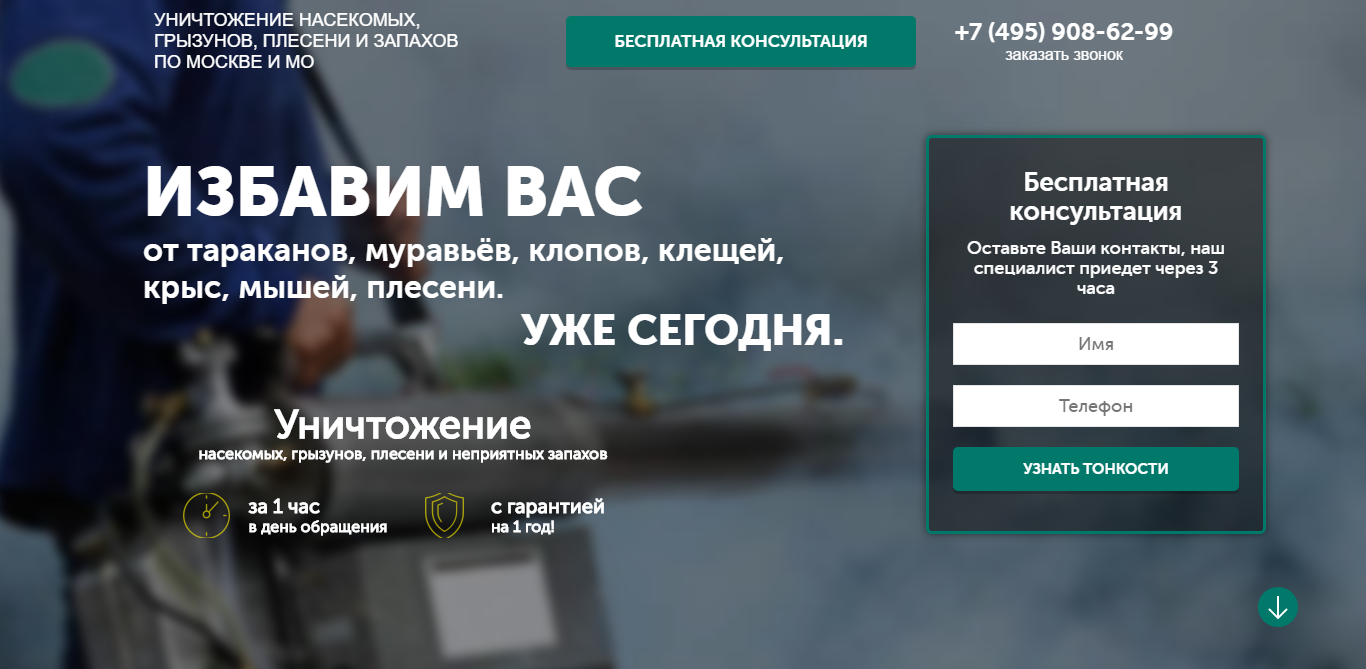 УНИЧТОЖЕНИЕ НАСЕКОМЫХ,
ГРЫЗУНОВ, ПЛЕСЕНИ И ЗАПАХОВ
ПО МОСКВЕ И МО
БЕСПЛАТНАЯ КОНСУЛЬТАЦИЯ
+7 (495) 908-62-99
заказать звонок
ИЗБАВИМ ВАС
от тараканов, муравьёв, клопов, клещей,
крыс, мышей, плесени.
УЖЕ СЕГОДНЯ.
Уничтожение
насекомых, грызунов, плесени и неприятных запахов
за 1 час
в день обращения
с гарантией
на 1 год!
Бесплатная
консультация
Оставьте Ваши контакты, наш
специалист приедет через 3
часа
Имя
Телефон
УЗНАТЬ ТОНКОСТИ